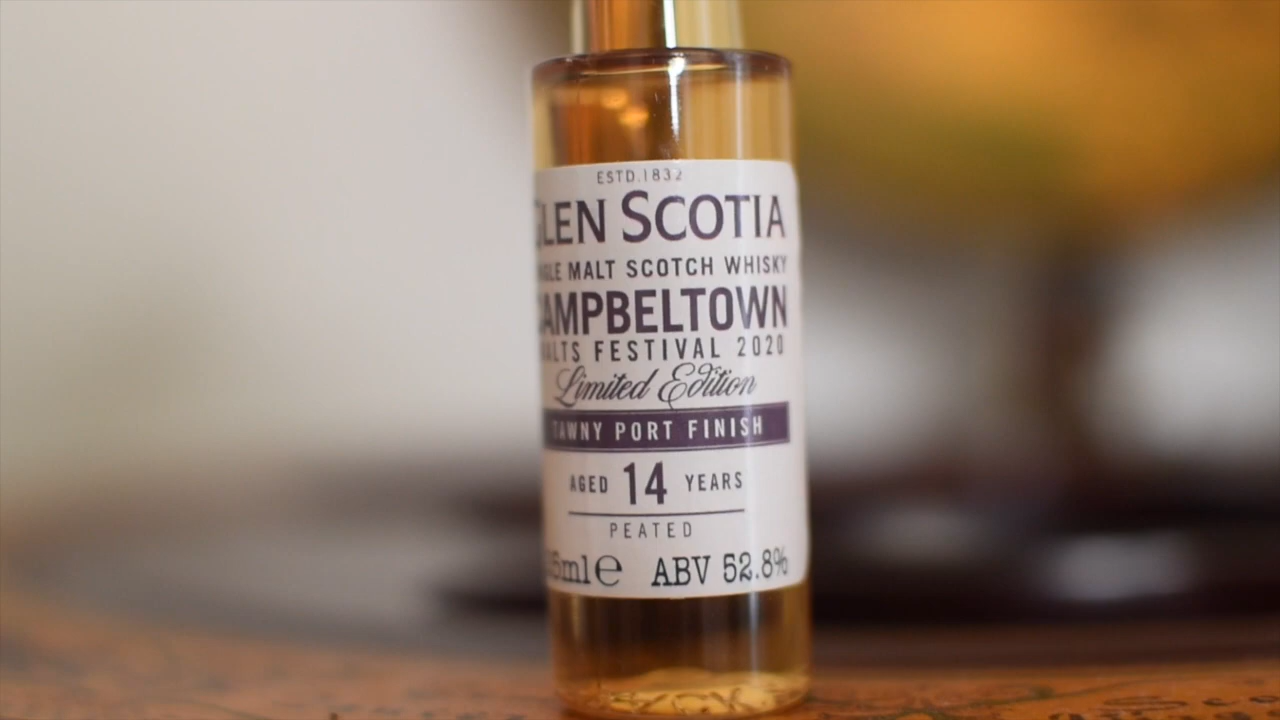 ESTD.1832
GLEN SCOTIA
SINGLE MALT SCOTCH WHISKY
CAMPBELTOWN
MALTS FESTIVAL 2020
Limited Edition
TAWNY PORT FINISH
AGED 14 YEARS
PEATED
ABV 52.8%